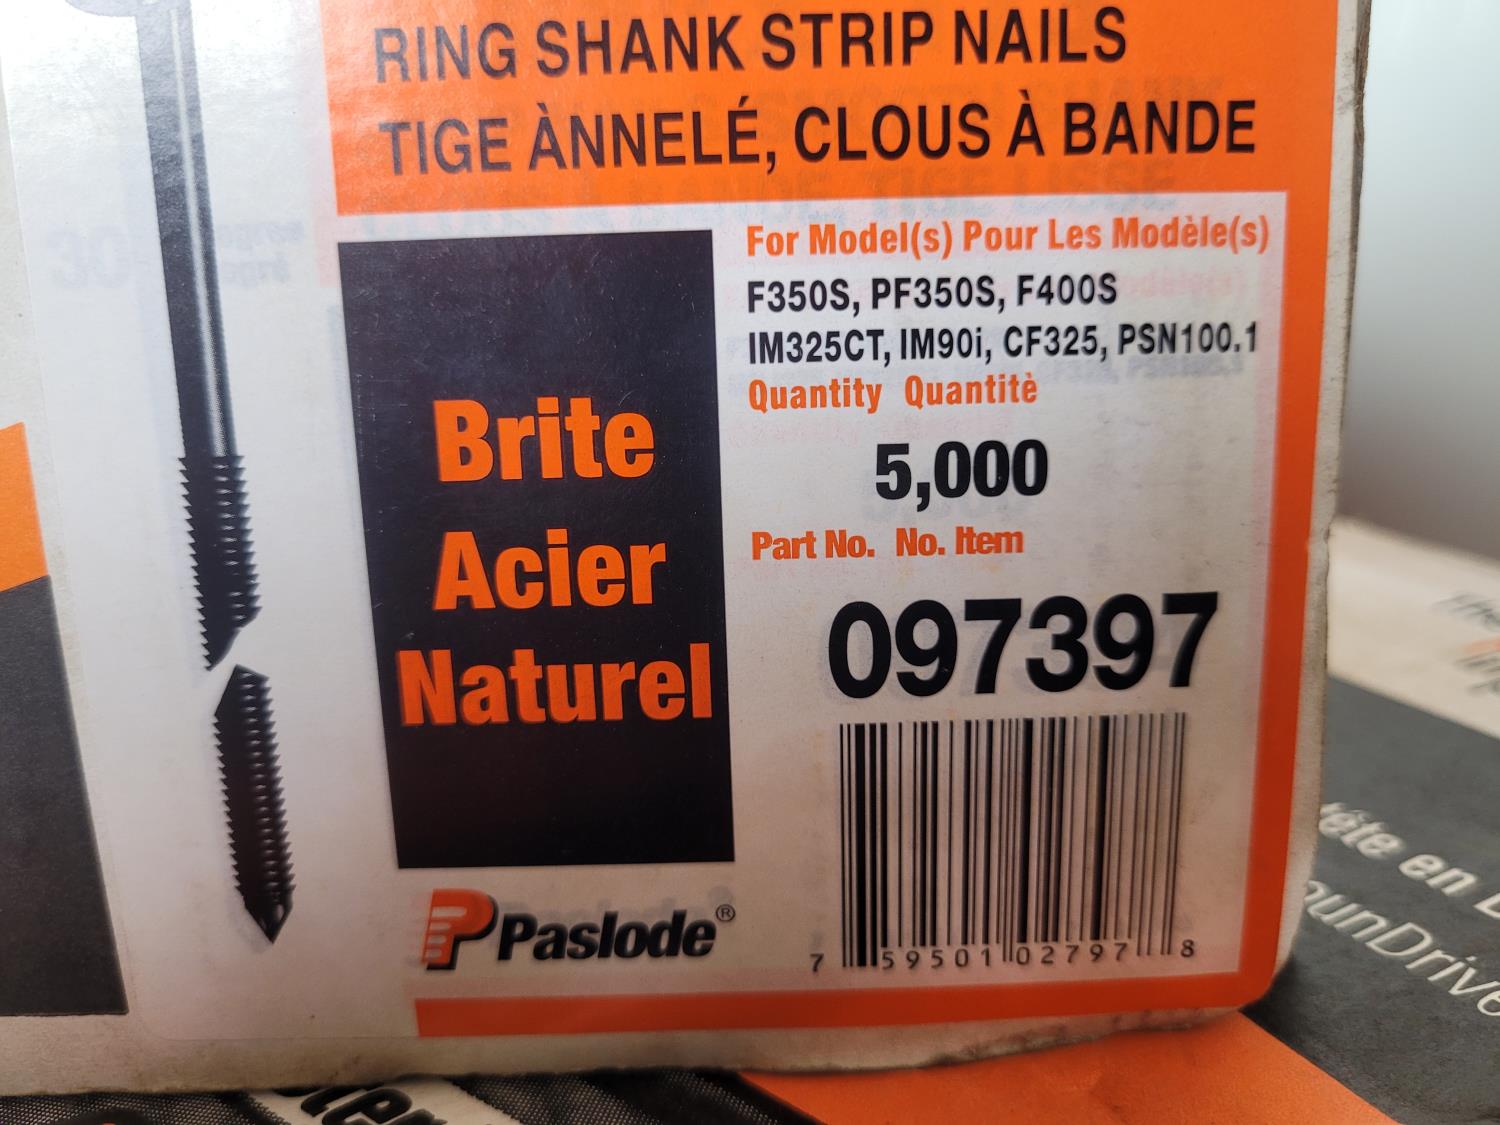 RING SHANK STRIP NAILS
TIGE ÀNNELÉ, CLOUS À BANDE
For Model(s) Pour Les Modèle(s)
F350S, PF350S, F400S
IM325CT, IM90i, CF325, PSN100.1
Quantity Quantitè
5,000
Part No. No. Item
097397
Brite
Acier
Naturel
Paslode®
7 59501 02797 8
tête en D